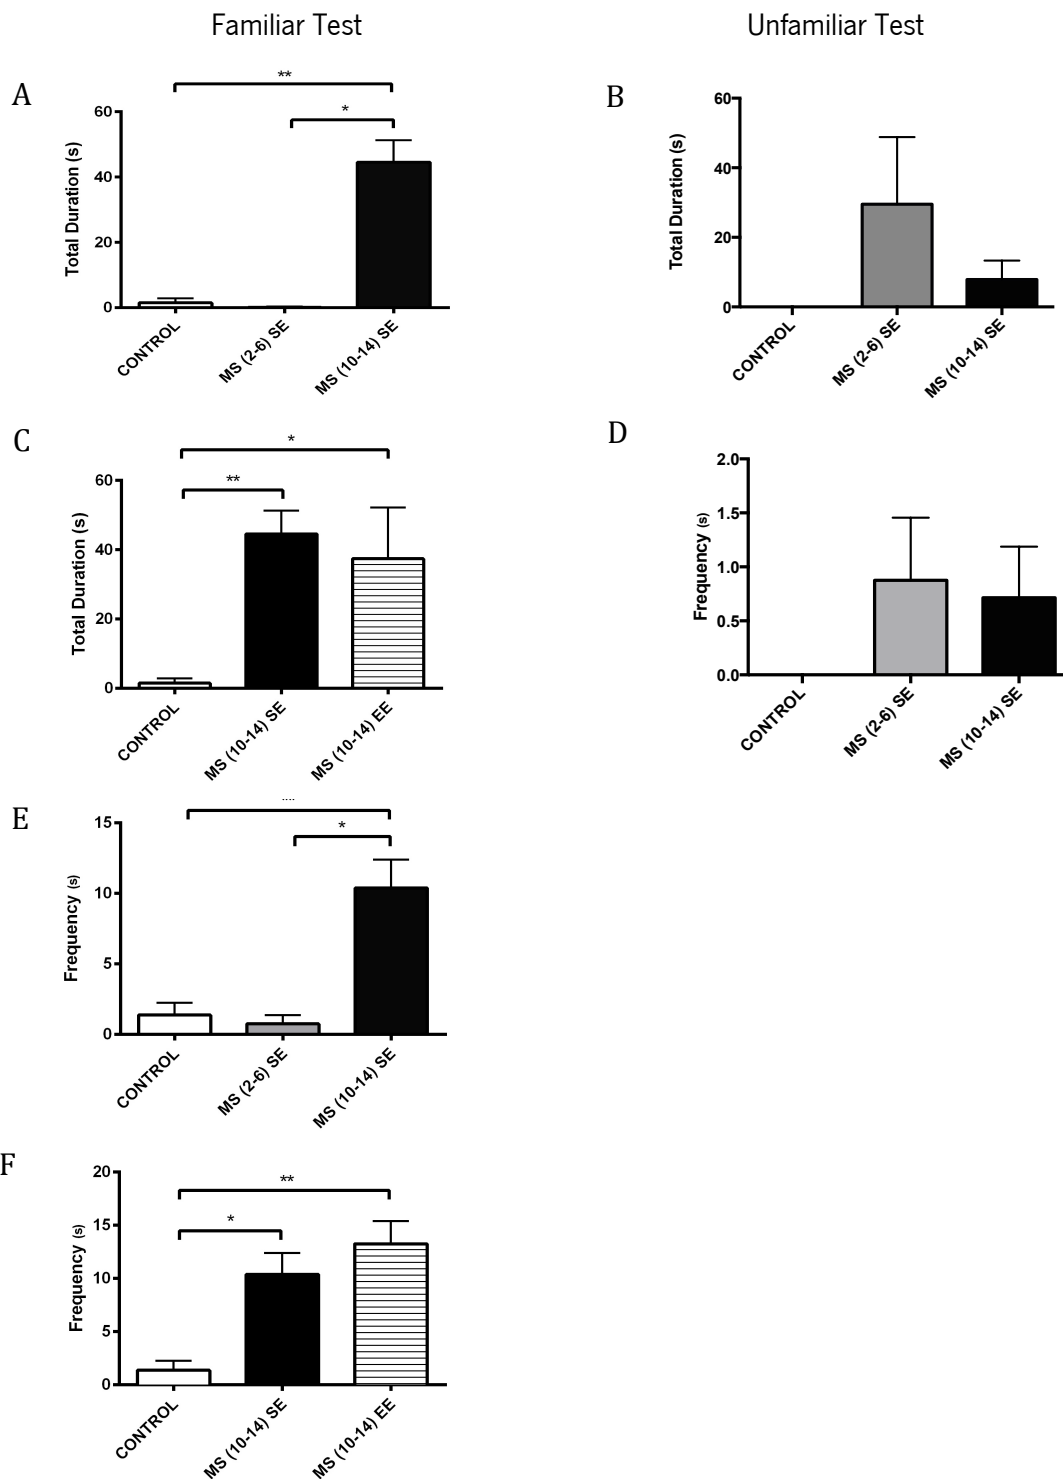 Familiar Test
Unfamiliar Test
A
**
*
60
40
20
0
Total Duration (s)
CONTROL
MS (2-6) SE
MS (10-14) SE
B
60
40
20
0
Total Duration (s)
CONTROL
MS (2-6) SE
MS (10-14) SE
C
*
**
60
40
20
0
Total Duration (s)
CONTROL
MS (10-14) SE
MS (10-14) EE
D
2.0
1.5
1.0
0.5
0.0
Frequency (s)
CONTROL
MS (2-6) SE
MS (10-14) SE
E
*
15
10
5
0
Frequency (s)
CONTROL
MS (2-6) SE
MS (10-14) SE
F
**
*
20
15
10
5
0
Frequency (s)
CONTROL
MS (10-14) SE
MS (10-14) EE